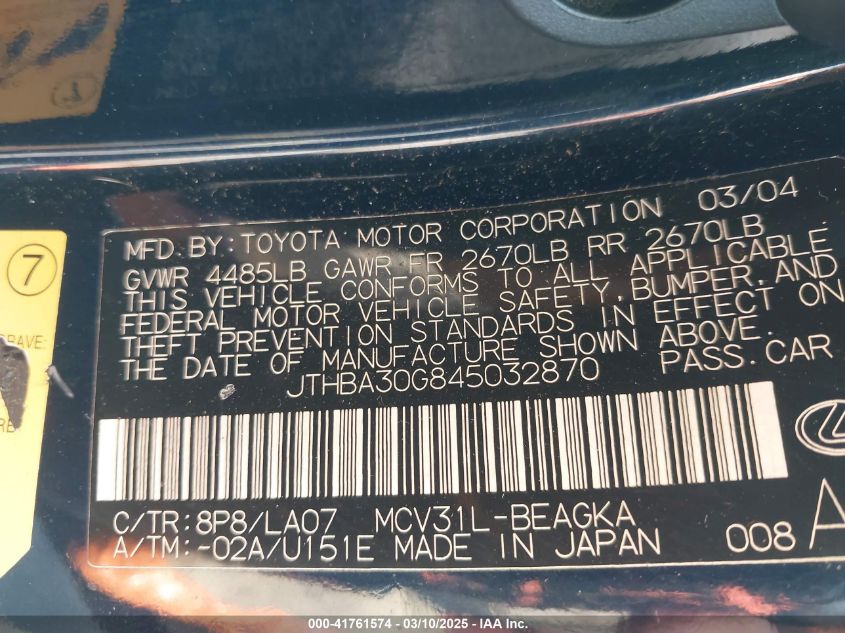 7
RAVE:
RE
MFD. BY: TOYOTA MOTOR CORPORATION 03/04
GVWR 4485LB GAWR FR 2670LB RR 2670LB
THIS VEHICLE CONFORMS TO ALL APPLICABLE
FEDERAL MOTOR VEHICLE SAFETY, BUMPER, AND
THEFT PREVENTION STANDARDS IN EFFECT ON
THE DATE OF MANUFACTURE SHOWN ABOVE.
JTHBA30G845032870 PASS. CAR
C/TR: 8P8/LA07 MCV31L-BEAGKA
A/TM: -02A/U151E MADE IN JAPAN 008 A
000-41761574 — 03/10/2025 — IAA Inc.